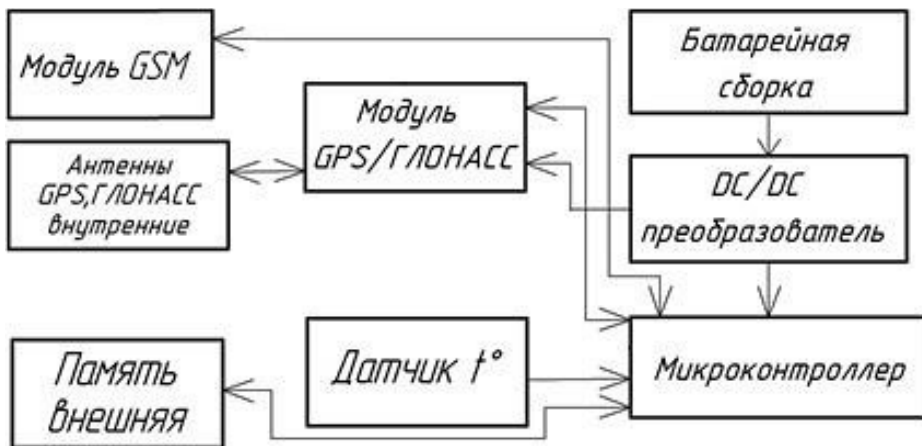 Модуль GSM
Батарейная
сборка
Модуль
GPS/ГЛОНАСС
Антенны
GPS,ГЛОНАСС
внутренние
DC/DC
преобразователь
Память
внешняя
Датчик t°
Микроконтроллер